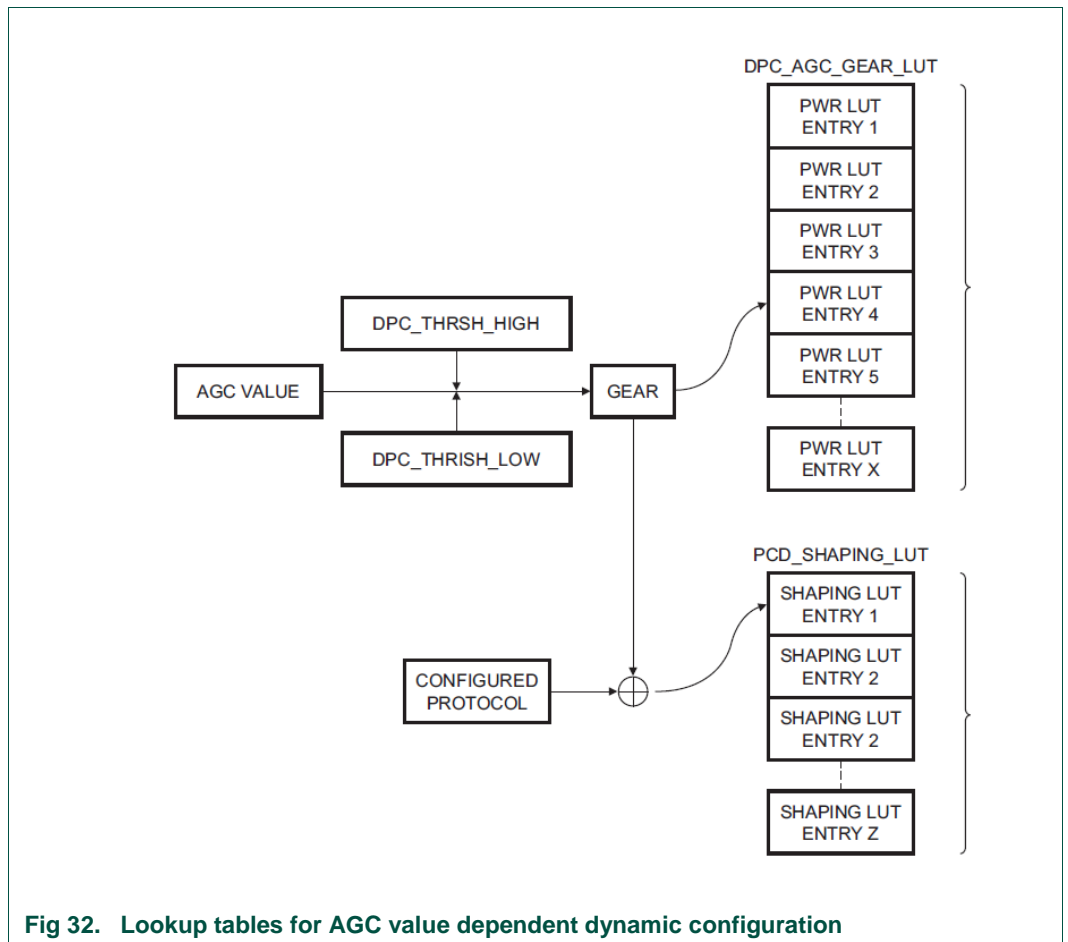 DPC_AGC_GEAR_LUT
PWR LUT
ENTRY 1
PWR LUT
ENTRY 2
PWR LUT
ENTRY 3
PWR LUT
ENTRY 4
PWR LUT
ENTRY 5
PWR LUT
ENTRY X
DPC_THRSH_HIGH
AGC VALUE
GEAR
DPC_THRISH_LOW
PCD_SHAPING_LUT
SHAPING LUT
ENTRY 1
SHAPING LUT
ENTRY 2
SHAPING LUT
ENTRY 2
SHAPING LUT
ENTRY Z
CONFIGURED
PROTOCOL
Fig 32. Lookup tables for AGC value dependent dynamic configuration